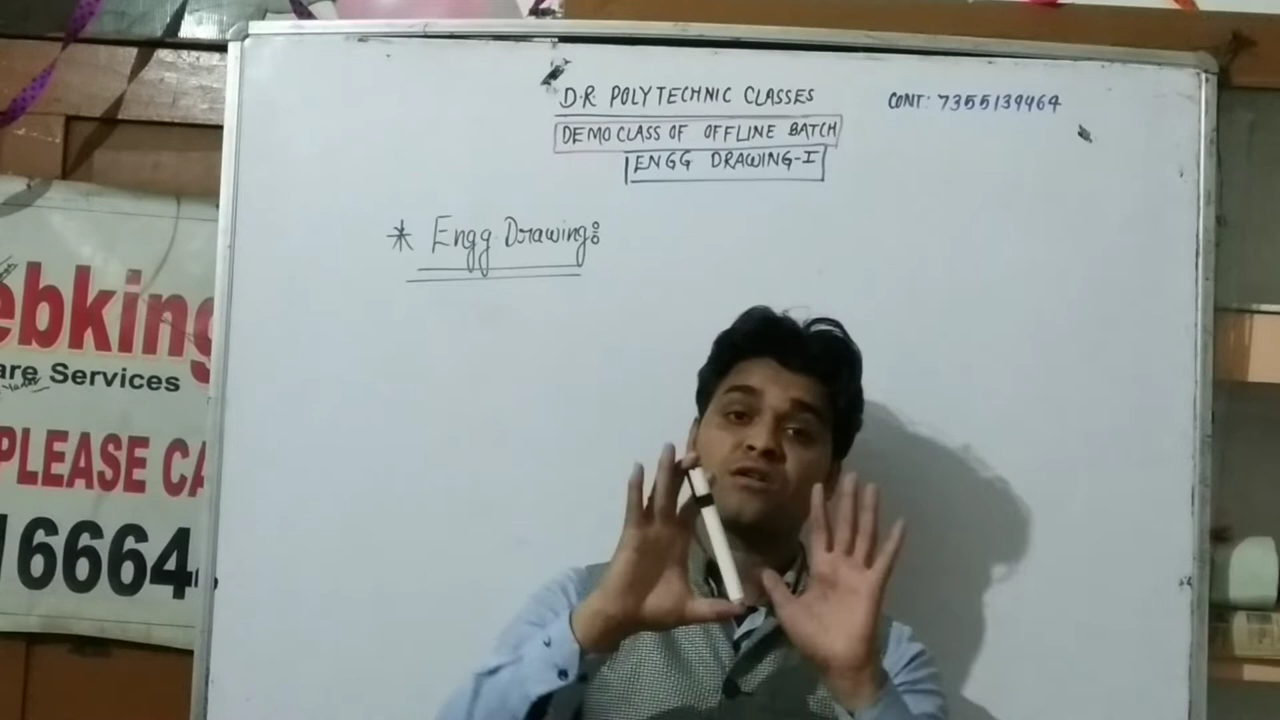 D.R POLYTECHNIC CLASSES
CONT: 7355139464
DEMO CLASS OF OFFLINE BATCH
ENGG DRAWING-I
* Engg Drawing:
ebking
are Services
PLEASE CA
16664